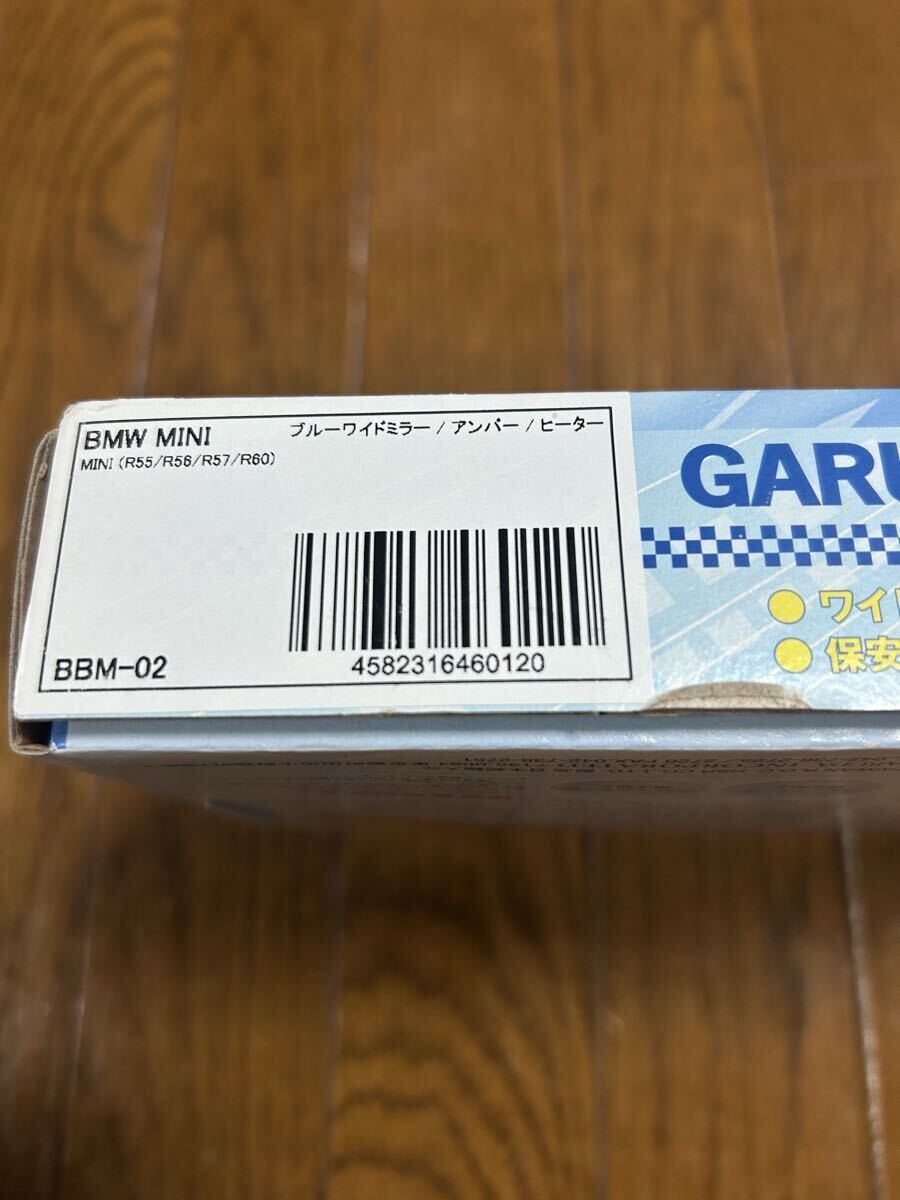 BMW MINI
ブルーワイドミラー / アンバー / ヒーター
MINI (R55/R56/R57/R60)
4582316460120
BBM-02
GARU
ワイ
保安